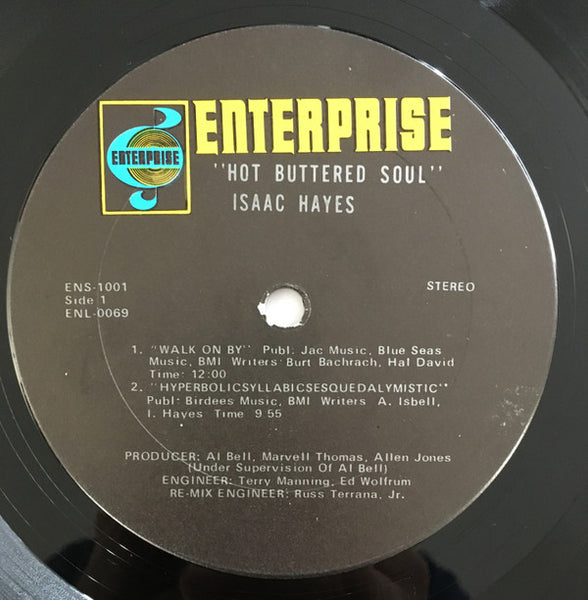 ENTERPRISE
ENTERPRISE
"HOT BUTTERED SOUL"
ISAAC HAYES
ENS-1001
Side 1
ENL-0069
STEREO
1. "WALK ON BY" Publ: Jac Music, Blue Seas
Music, BMI Writers: Burt Bachrach, Hal David
Time: 12:00
2. "HYPERBOLICSYLLABICSESQUEDALYMISTIC"
Publ: Birdees Music, BMI Writers A. Isbell,
I. Hayes Time 9 55
PRODUCER: Al Bell, Marvell Thomas, Allen Jones
(Under Supervision Of Al Bell)
ENGINEER: Terry Manning, Ed Wolfrum
RE-MIX ENGINEER: Russ Terrana, Jr.